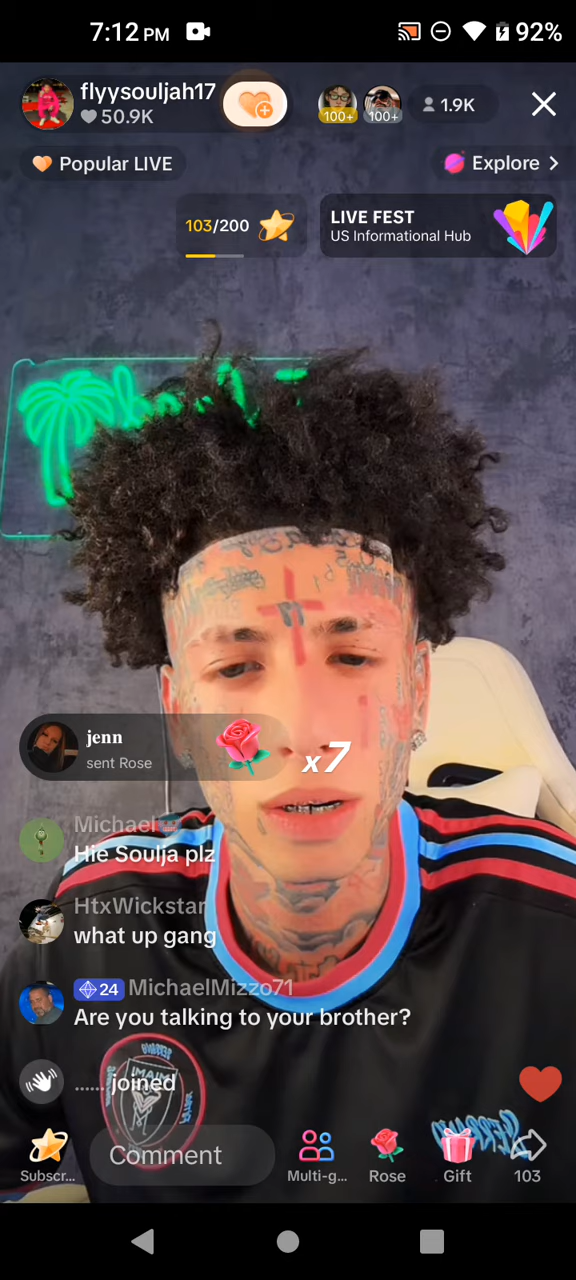 7:12 PM
92%
flyysouljah17
50.9K
100+
100+
1.9K
Popular LIVE
Explore >
103/200
LIVE FEST
US Informational Hub
jenn
sent Rose
x7
Michael
Hie Soulja plz
HtxWickstar
what up gang
24 MichaelMizzo71
Are you talking to your brother?
...... joined
MIAMI
Subscr...
Comment
Multi-g...
Rose
Gift
103